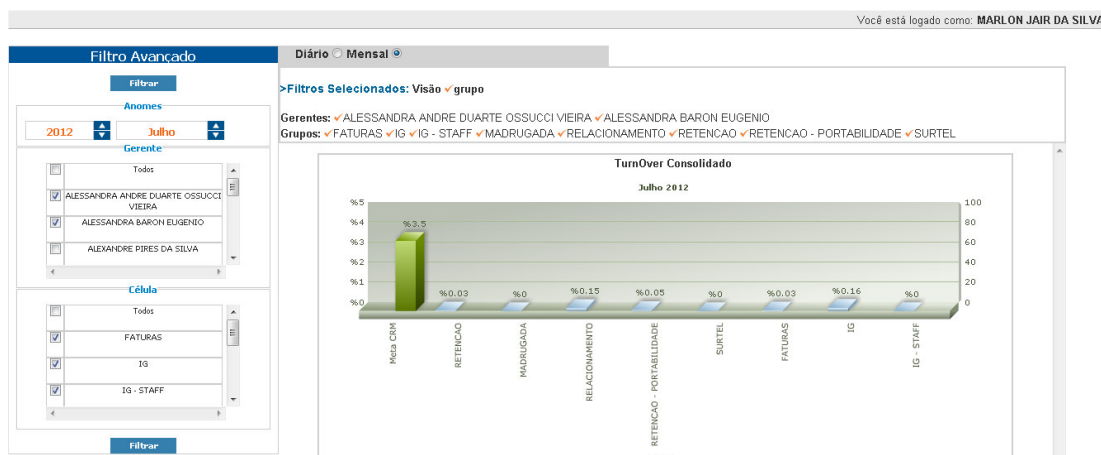 Você está logado como: MARLON JAIR DA SILVA
Filtro Avançado
Filtrar
Anomes
2012
Julho
Gerente
Todos
ALESSANDRA ANDRE DUARTE OSSUCCI
VIEIRA
ALESSANDRA BARON EUGENIO
ALEXANDRE PIRES DA SILVA
Célula
Todos
FATURAS
IG
IG - STAFF
Filtrar
Diário Mensal
>Filtros Selecionados: Visão grupo
Gerentes: ALESSANDRA ANDRE DUARTE OSSUCCI VIEIRA ALESSANDRA BARON EUGENIO
Grupos: FATURAS IG IG - STAFF MADRUGADA RELACIONAMENTO RETENCAO RETENCAO - PORTABILIDADE SURTEL
TurnOver Consolidado
Julho 2012
%5
%4
%3
%2
%1
%0
%3.5
%0.03
%0
%0.15
%0.05
%0
%0.03
%0.16
%0
100
80
60
40
20
0
Meta CRM
RETENCAO
MADRUGADA
RELACIONAMENTO
RETENCAO - PORTABILIDADE
SURTEL
FATURAS
IG
IG - STAFF